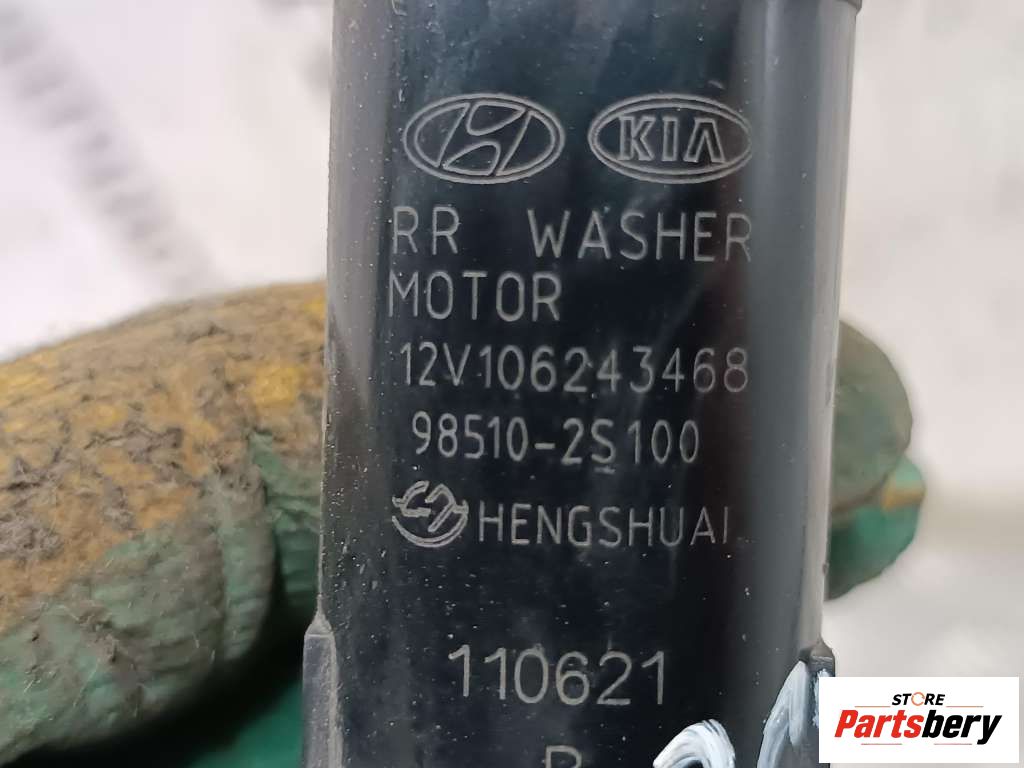 KIA
RR WASHER
MOTOR
12V106243468
98510-2S100
HENGSHUAI
110621
STORE
Partsbery